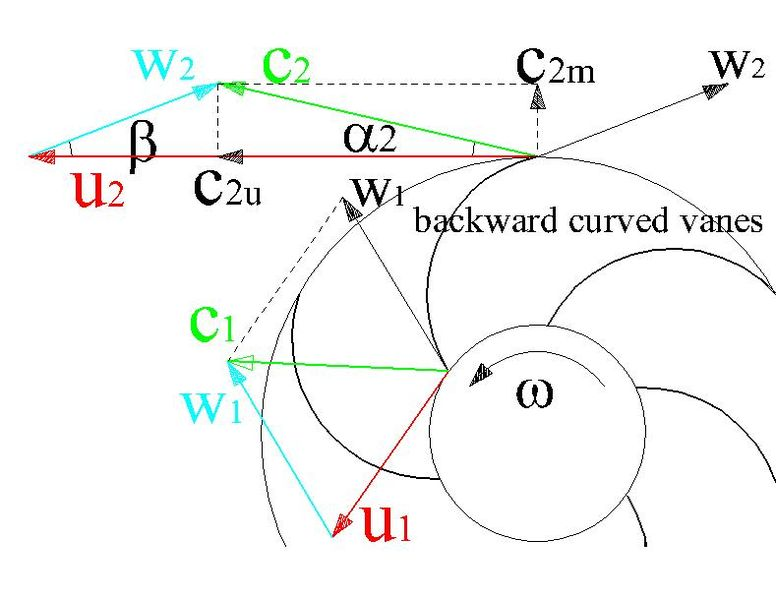 w2 c2 c2m w2
β α2
u2 c2u w1
backward curved vanes
c1
w1 ω
u1